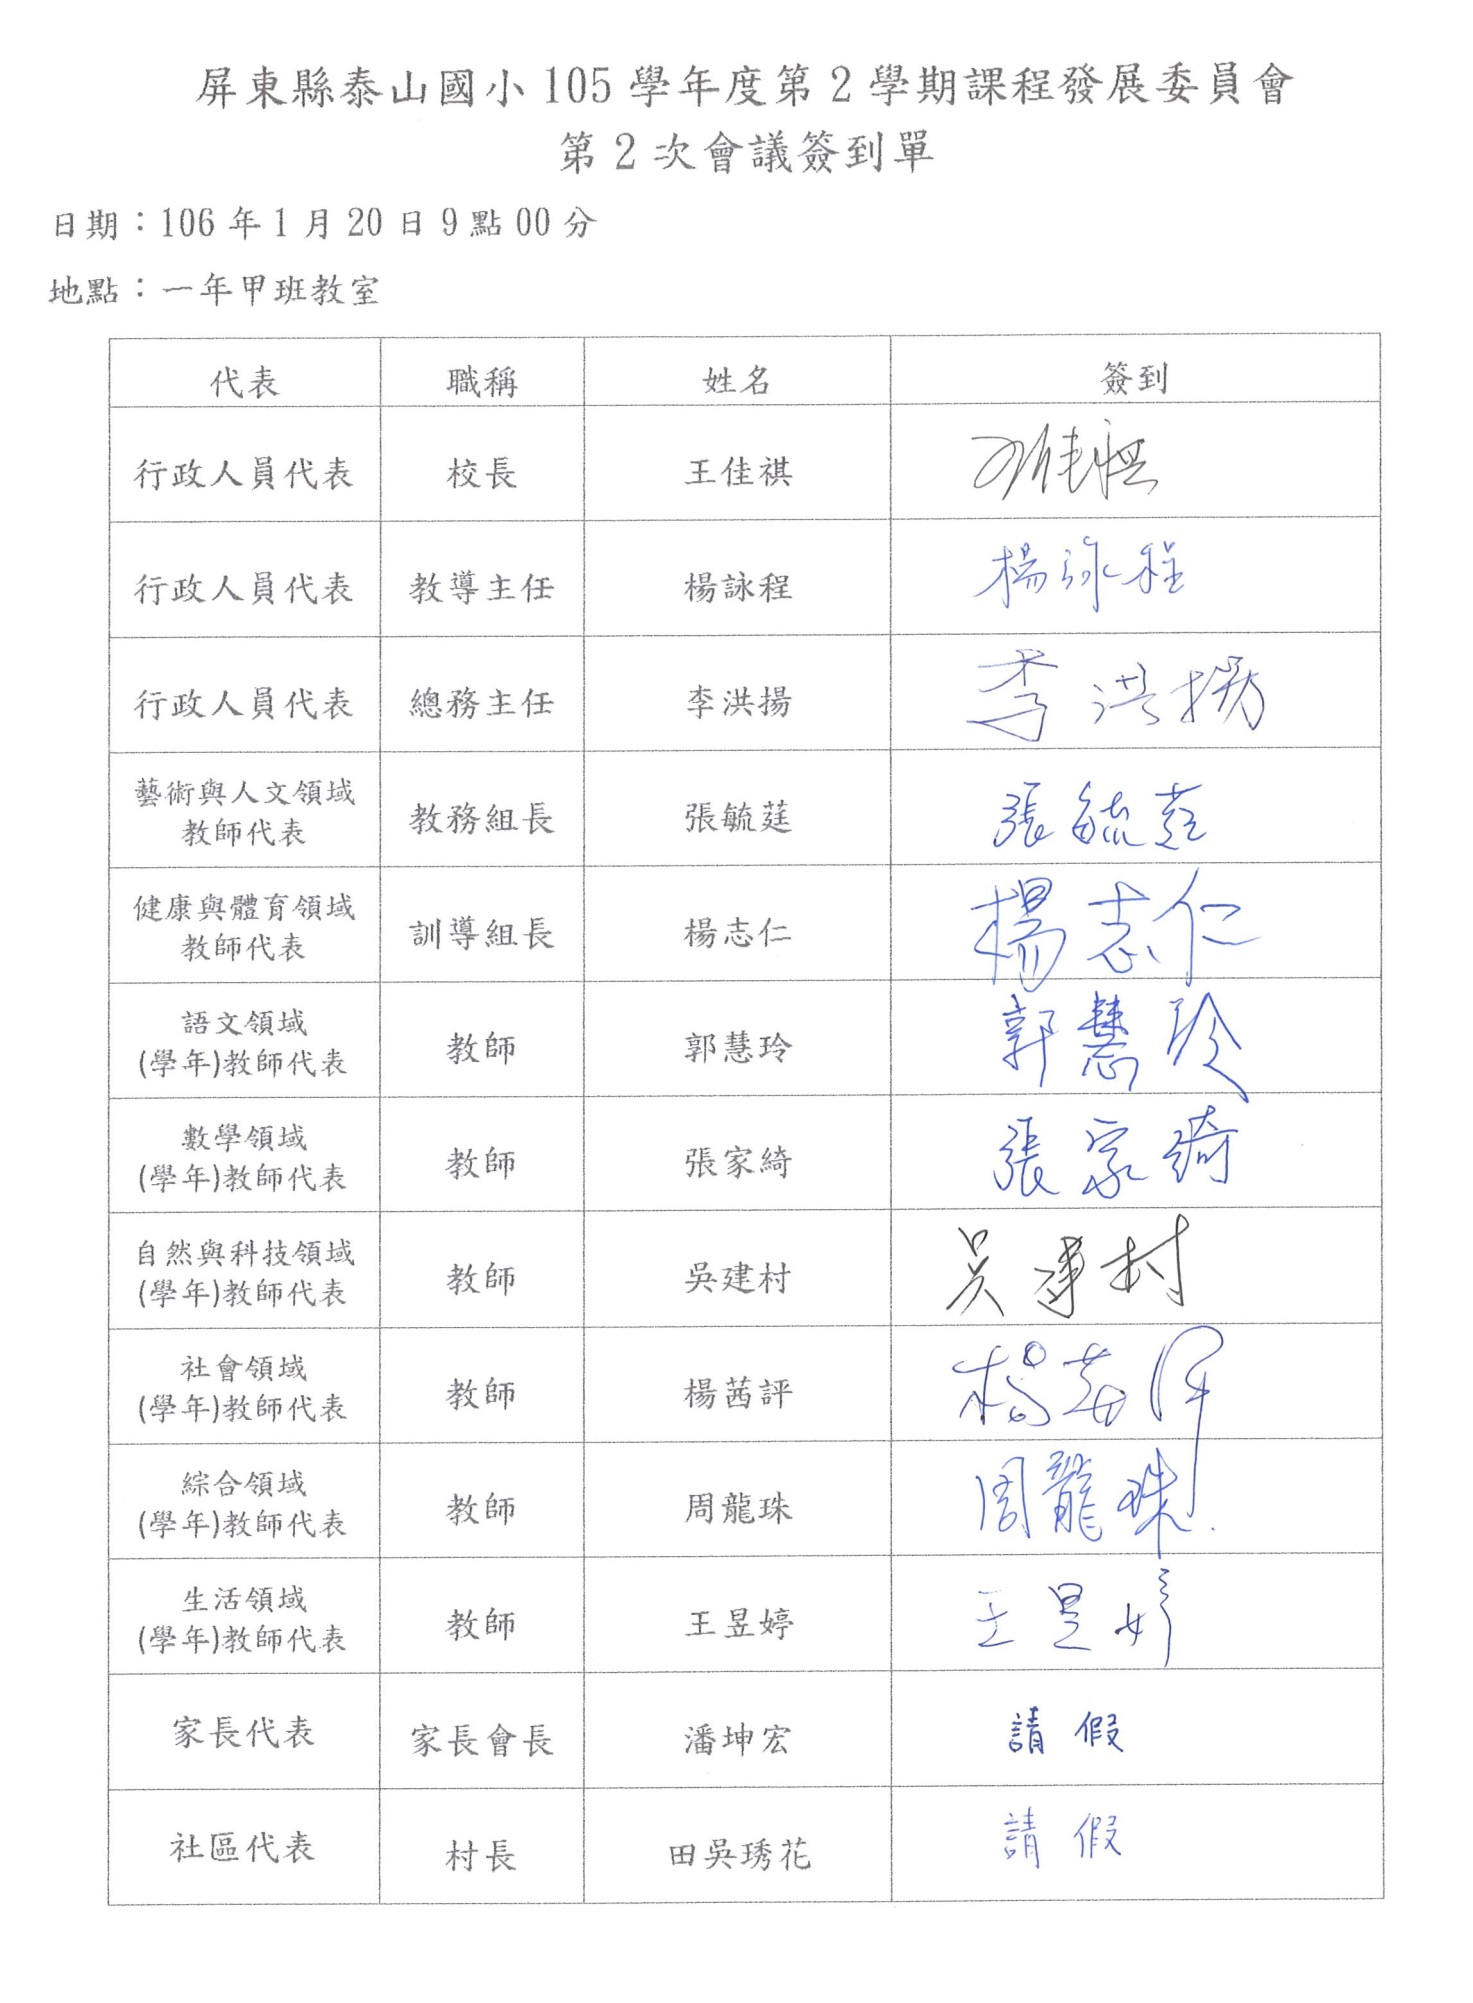 屏東縣泰山國小 105 學年度第 2 學期課程發展委員會
第 2 次會議簽到單
日期：106 年 1 月 20 日 9 點 00 分
地點：一年甲班教室
代表 職稱 姓名 簽到
行政人員代表 校長 王佳祺 王佳祺
行政人員代表 教導主任 楊詠程 楊詠程
行政人員代表 總務主任 李洪揚 李洪揚
藝術與人文領域
教師代表 教務組長 張毓莛 張毓莛
健康與體育領域
教師代表 訓導組長 楊志仁 楊志仁
語文領域
(學年)教師代表 教師 郭慧玲 郭慧玲
數學領域
(學年)教師代表 教師 張家綺 張家綺
自然與科技領域
(學年)教師代表 教師 吳建村 吳建村
社會領域
(學年)教師代表 教師 楊茜評 楊茜評
綜合領域
(學年)教師代表 教師 周龍珠 周龍珠
生活領域
(學年)教師代表 教師 王昱婷 王昱婷
家長代表 家長會長 潘坤宏 請假
社區代表 村長 田吳琇花 請假